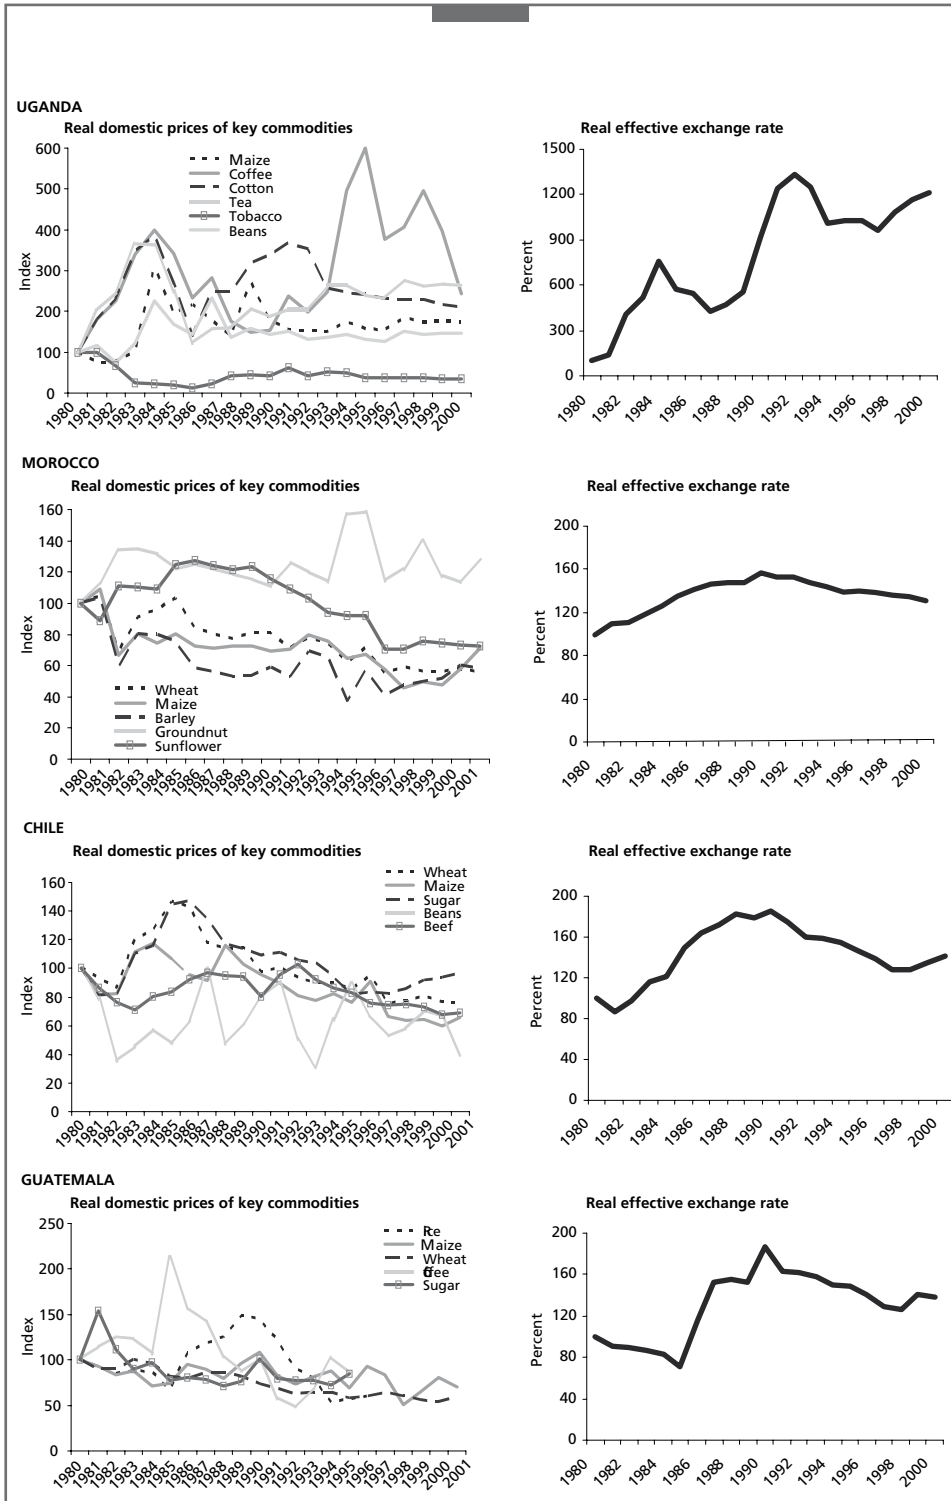 UGANDA
Real domestic prices of key commodities
600
500
400
300
200
100
0
Index
Maize
Coffee
Cotton
Tea
Tobacco
Beans
1980 1981 1982 1983 1984 1985 1986 1987 1988 1989 1990 1991 1992 1993 1994 1995 1996 1997 1998 1999 2000
Real effective exchange rate
1500
1200
900
600
300
0
Percent
1980 1982 1984 1986 1988 1990 1992 1994 1996 1998 2000
MOROCCO
Real domestic prices of key commodities
160
140
120
100
80
60
40
20
0
Index
Wheat
Maize
Barley
Groundnut
Sunflower
1980 1981 1982 1983 1984 1985 1986 1987 1988 1989 1990 1991 1992 1993 1994 1995 1996 1997 1998 1999 2000 2001
Real effective exchange rate
200
160
120
80
40
0
Percent
1980 1982 1984 1986 1988 1990 1992 1994 1996 1998 2000
CHILE
Real domestic prices of key commodities
160
140
120
100
80
60
40
20
0
Index
Wheat
Maize
Sugar
Beans
Beef
1980 1981 1982 1983 1984 1985 1986 1987 1988 1989 1990 1991 1992 1993 1994 1995 1996 1997 1998 1999 2000 2001
Real effective exchange rate
200
160
120
80
40
0
Percent
1980 1982 1984 1986 1988 1990 1992 1994 1996 1998 2000
GUATEMALA
Real domestic prices of key commodities
250
200
150
100
50
0
Index
Rice
Maize
Wheat
Coffee
Sugar
1980 1981 1982 1983 1984 1985 1986 1987 1988 1989 1990 1991 1992 1993 1994 1995 1996 1997 1998 1999 2000 2001
Real effective exchange rate
200
160
120
80
40
0
Percent
1980 1982 1984 1986 1988 1990 1992 1994 1996 1998 2000